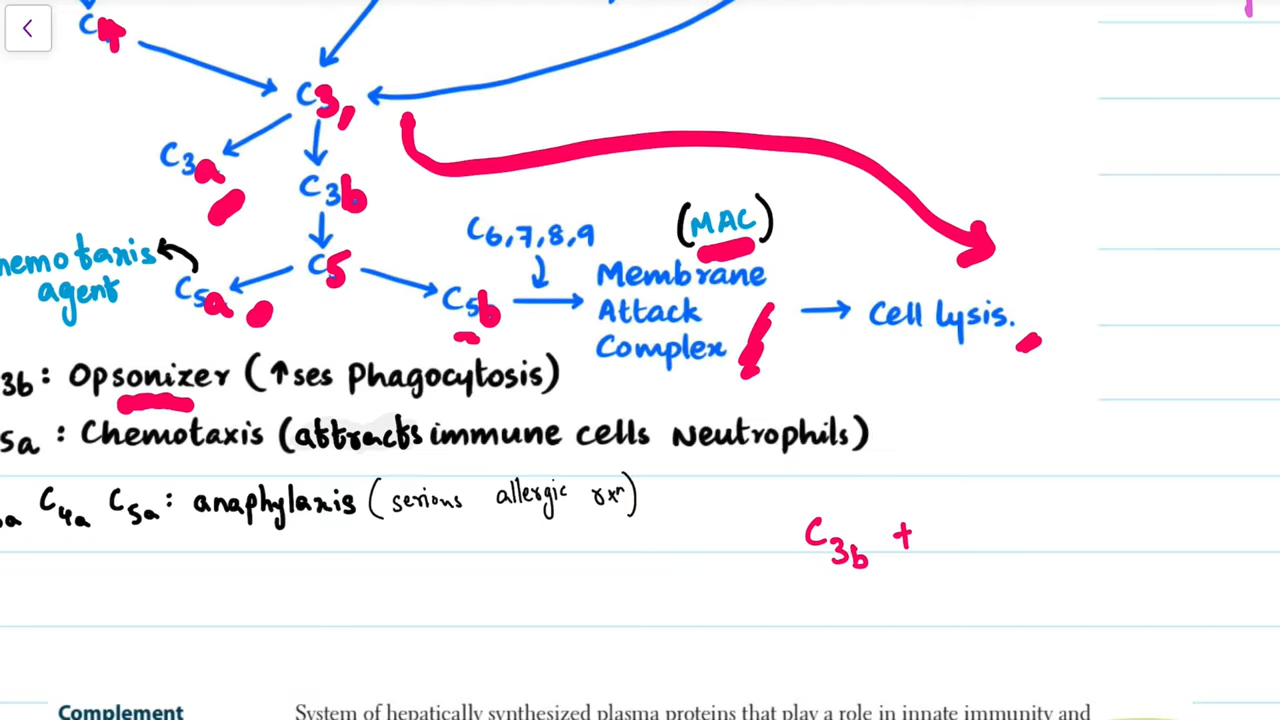 C4
C3,
C3a
C3b
C6,7,8,9
(MAC)
hemotaxis
agent
C5a
C5
C5b
Membrane
Attack
Complex
Cell lysis.
3b: Opsonizer (↑ses Phagocytosis)
5a: Chemotaxis (attracts immune cells Neutrophils)
a C4a C5a: anaphylaxis (serious allergic rxn)
C3b +
Complement
System of hepatically synthesized plasma proteins that play a role in innate immunity and